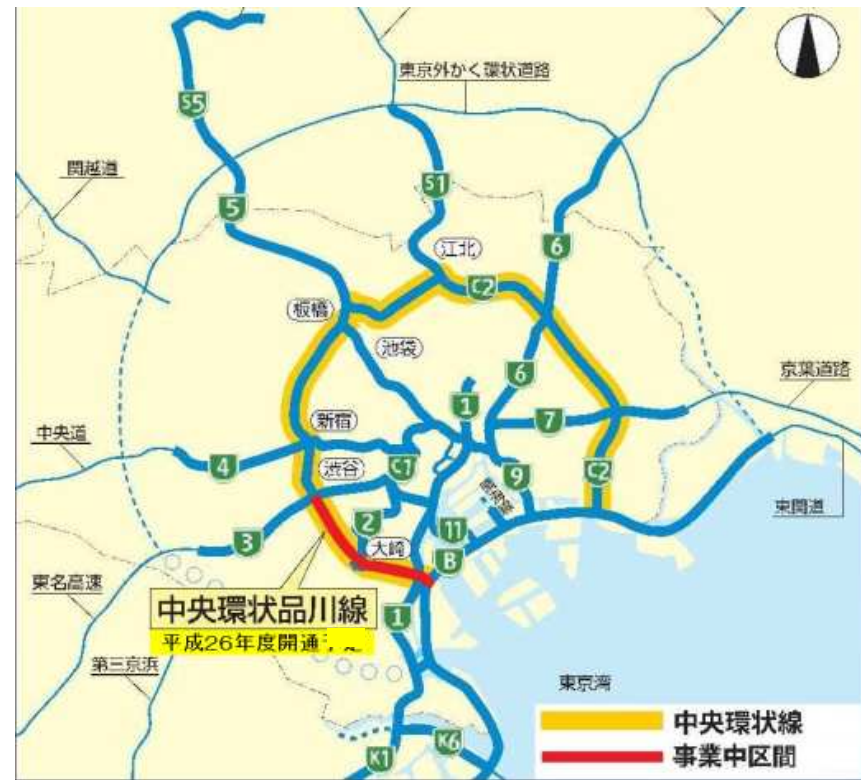 東京外かく環状道路
S5
関越道
S1
5
6
江北
C2
板橋
池袋
6
京葉道路
1
新宿
7
中央道
渋谷
C1
4
9
C2
東関道
11
2
大崎
3
B
東名高速
中央環状品川線
1
平成26年度開通
第三京浜
東京湾
中央環状線
K6
K1
事業中区間